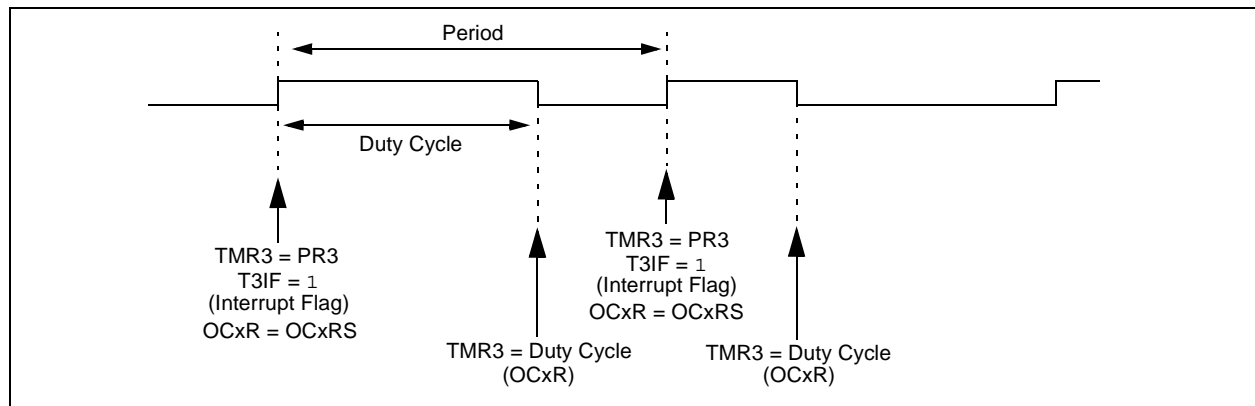 Period
Duty Cycle
TMR3 = PR3
T3IF = 1
(Interrupt Flag)
OCxR = OCxRS
TMR3 = Duty Cycle
(OCxR)
TMR3 = PR3
T3IF = 1
(Interrupt Flag)
OCxR = OCxRS
TMR3 = Duty Cycle
(OCxR)